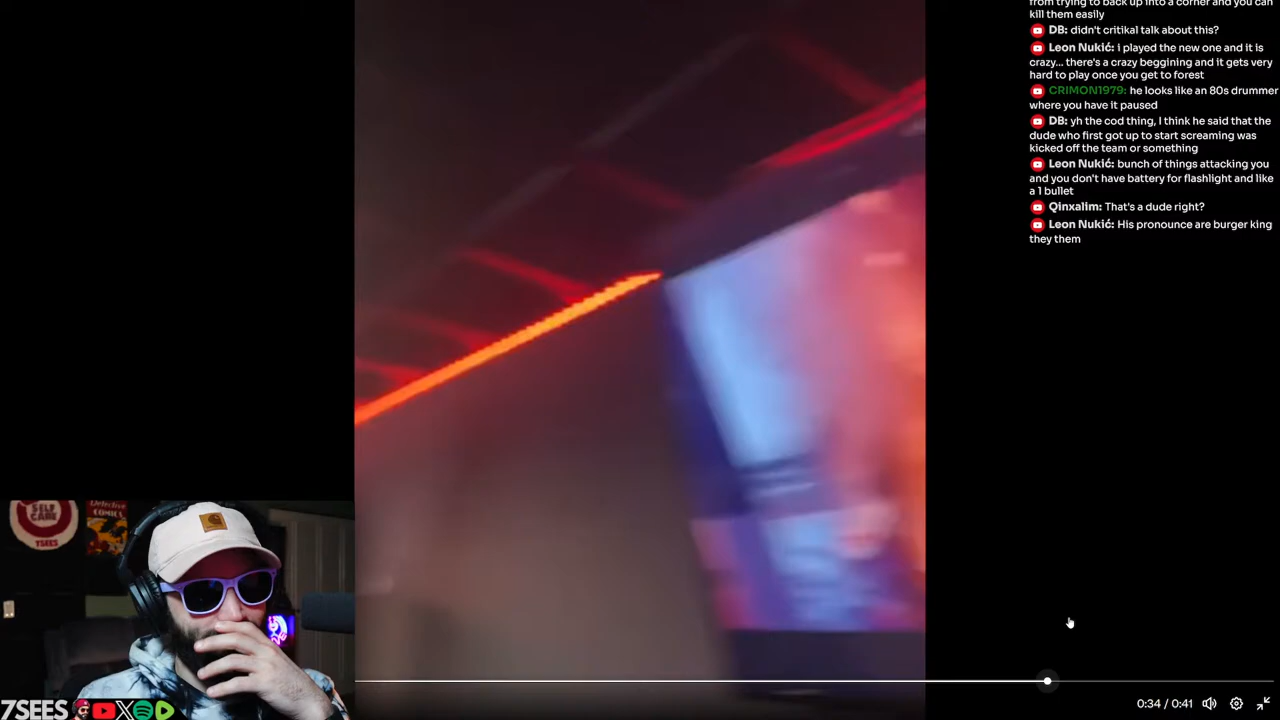 from trying to back up into a corner and you can
kill them easily
DB: didn't critikal talk about this?
Leon Nukić: i played the new one and it is
crazy... there's a crazy beggining and it gets very
hard to play once you get to forest
CRIMON1979: he looks like an 80s drummer
where you have it paused
DB: yh the cod thing, I think he said that the
dude who first got up to start screaming was
kicked off the team or something
Leon Nukić: bunch of things attacking you
and you don't have battery for flashlight and like
a 1 bullet
Qinxalim: That's a dude right?
Leon Nukić: His pronounce are burger king
they them
SELF
CARE
7SEES
Detective
COMICS
7SEES
0:34 / 0:41